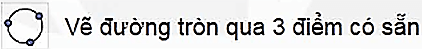 Vẽ đường tròn qua 3 điểm có sẵn